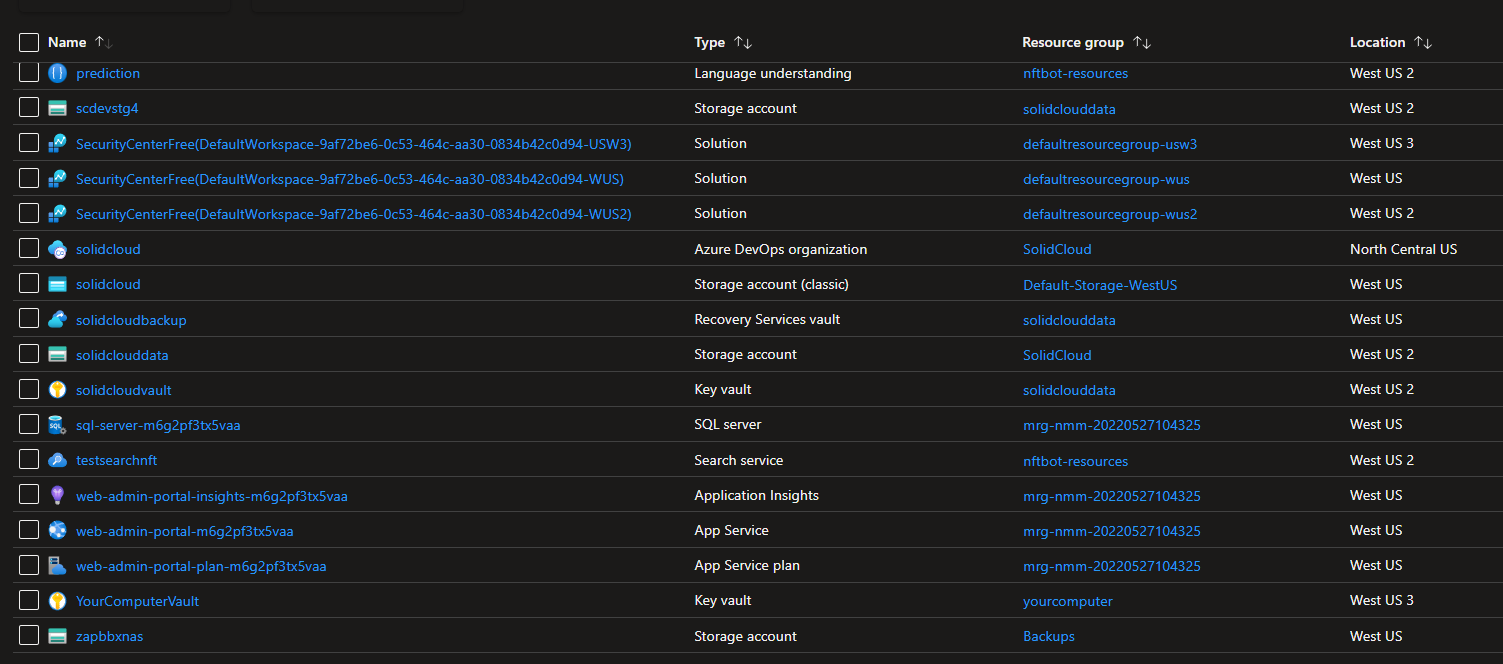 Name ↑↓ Type ↑↓ Resource group ↑↓ Location ↑↓
prediction Language understanding nftbot-resources West US 2
scdevstg4 Storage account solidclouddata West US 2
SecurityCenterFree(DefaultWorkspace-9af72be6-0c53-464c-aa30-0834b42c0d94-USW3) Solution defaultresourcegroup-usw3 West US 3
SecurityCenterFree(DefaultWorkspace-9af72be6-0c53-464c-aa30-0834b42c0d94-WUS) Solution defaultresourcegroup-wus West US
SecurityCenterFree(DefaultWorkspace-9af72be6-0c53-464c-aa30-0834b42c0d94-WUS2) Solution defaultresourcegroup-wus2 West US 2
solidcloud Azure DevOps organization SolidCloud North Central US
solidcloud Storage account (classic) Default-Storage-WestUS West US
solidcloudbackup Recovery Services vault solidclouddata West US
solidclouddata Storage account SolidCloud West US 2
solidcloudvault Key vault solidclouddata West US 2
sql-server-m6g2pf3tx5vaa SQL server mrg-nmm-20220527104325 West US
testsearchnft Search service nftbot-resources West US 2
web-admin-portal-insights-m6g2pf3tx5vaa Application Insights mrg-nmm-20220527104325 West US
web-admin-portal-m6g2pf3tx5vaa App Service mrg-nmm-20220527104325 West US
web-admin-portal-plan-m6g2pf3tx5vaa App Service plan mrg-nmm-20220527104325 West US
YourComputerVault Key vault yourcomputer West US 3
zapbbxnas Storage account Backups West US